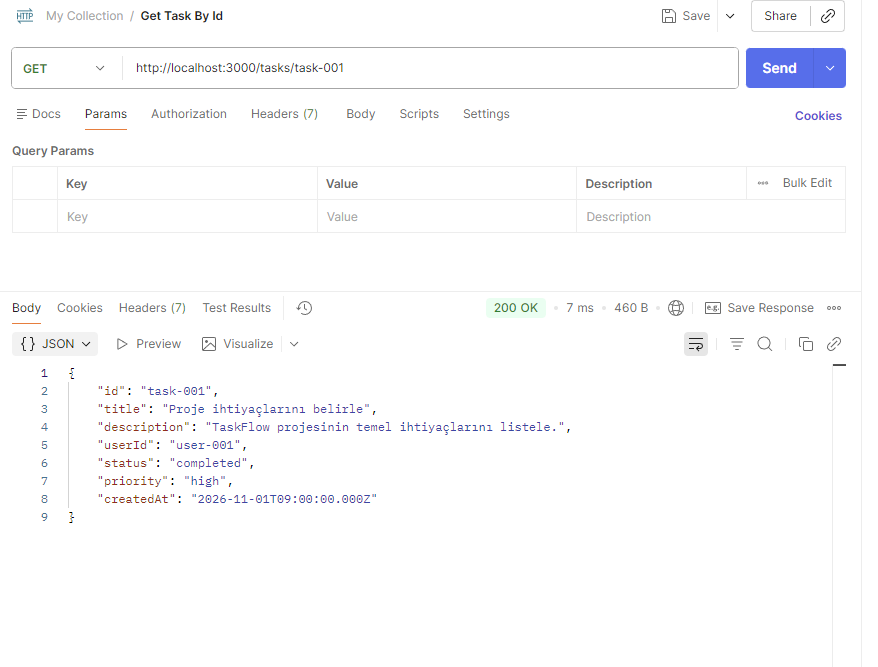 HTTP My Collection / Get Task By Id Save Share
GET http://localhost:3000/tasks/task-001 Send
Docs Params Authorization Headers (7) Body Scripts Settings Cookies
Query Params
Key Value Description Bulk Edit
Key Value Description
Body Cookies Headers (7) Test Results 200 OK 7 ms 460 B e.g. Save Response
{} JSON Preview Visualize
1 {
2 "id": "task-001",
3 "title": "Proje ihtiyaçlarını belirle",
4 "description": "TaskFlow projesinin temel ihtiyaçlarını listele.",
5 "userId": "user-001",
6 "status": "completed",
7 "priority": "high",
8 "createdAt": "2026-11-01T09:00:00.000Z"
9 }